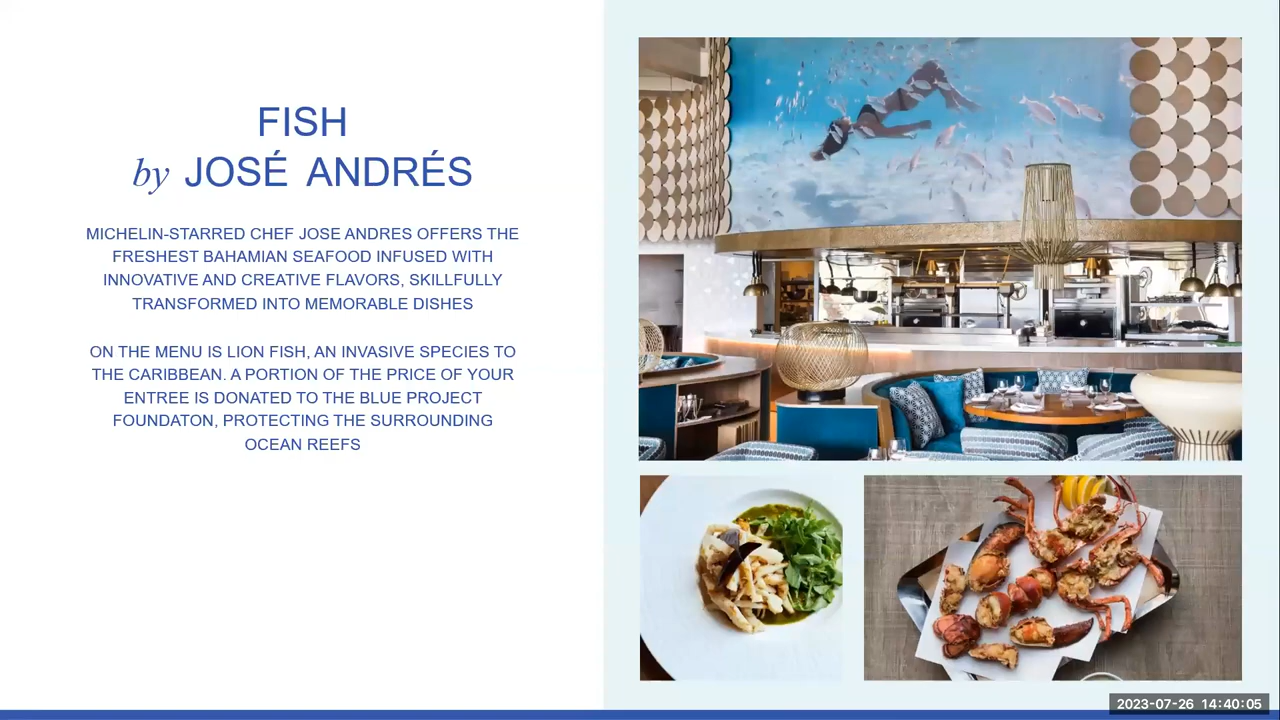 FISH
by JOSÉ ANDRÉS
MICHELIN-STARRED CHEF JOSE ANDRES OFFERS THE
FRESHEST BAHAMIAN SEAFOOD INFUSED WITH
INNOVATIVE AND CREATIVE FLAVORS, SKILLFULLY
TRANSFORMED INTO MEMORABLE DISHES
ON THE MENU IS LION FISH, AN INVASIVE SPECIES TO
THE CARIBBEAN. A PORTION OF THE PRICE OF YOUR
ENTREE IS DONATED TO THE BLUE PROJECT
FOUNDATON, PROTECTING THE SURROUNDING
OCEAN REEFS
2023-07-26 14:40:05